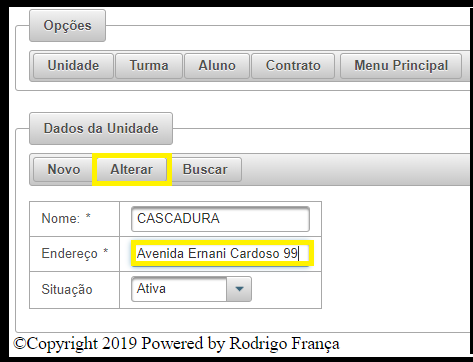 Opções
Unidade Turma Aluno Contrato Menu Principal
Dados da Unidade
Novo Alterar Buscar
Nome: * CASCADURA
Endereço * Avenida Ernani Cardoso 99
Situação Ativa
©Copyright 2019 Powered by Rodrigo França